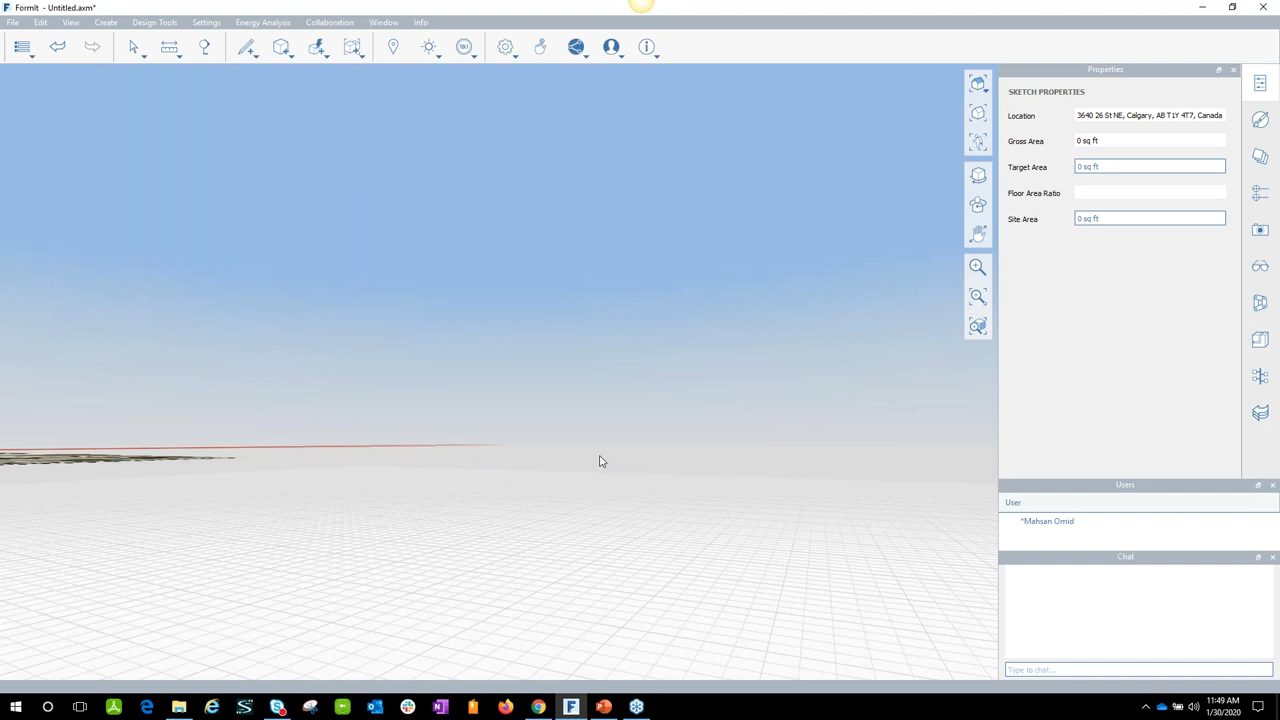 FormIt - Untitled.axm*
File Edit View Create Design Tools Settings Energy Analysis Collaboration Window Info
Properties
SKETCH PROPERTIES
Location 3640 26 St NE, Calgary, AB T1Y 4T7, Canada
Gross Area 0 sq ft
Target Area 0 sq ft
Floor Area Ratio
Site Area 0 sq ft
Users
User
*Mahsan Omid
Chat
Type to chat...
11:49 AM
1/30/2020